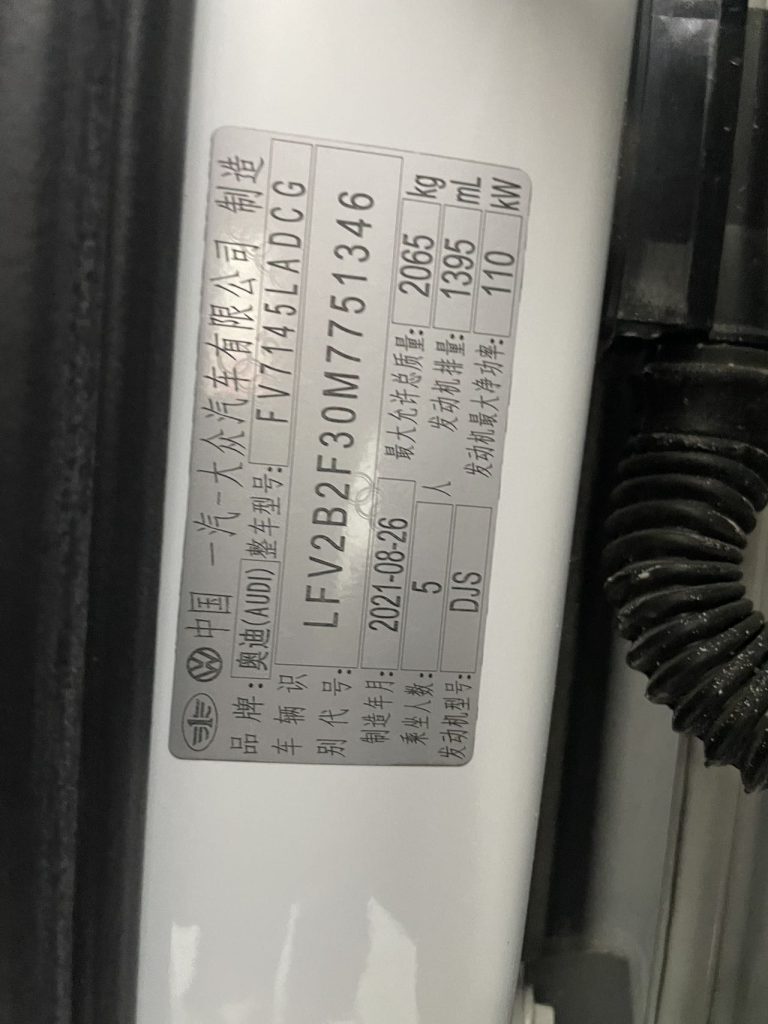 中国 一汽-大众汽车有限公司 制造
品牌:奥迪(AUDI) 整车型号:FV7145LADCG
车辆识别代号:LFV2B2F30M7751346
制造年月:2021-08-26 最大允许总质量:2065 kg
乘坐人数:5 人 发动机排量:1395 mL
发动机型号:DJS 发动机最大净功率:110 kW